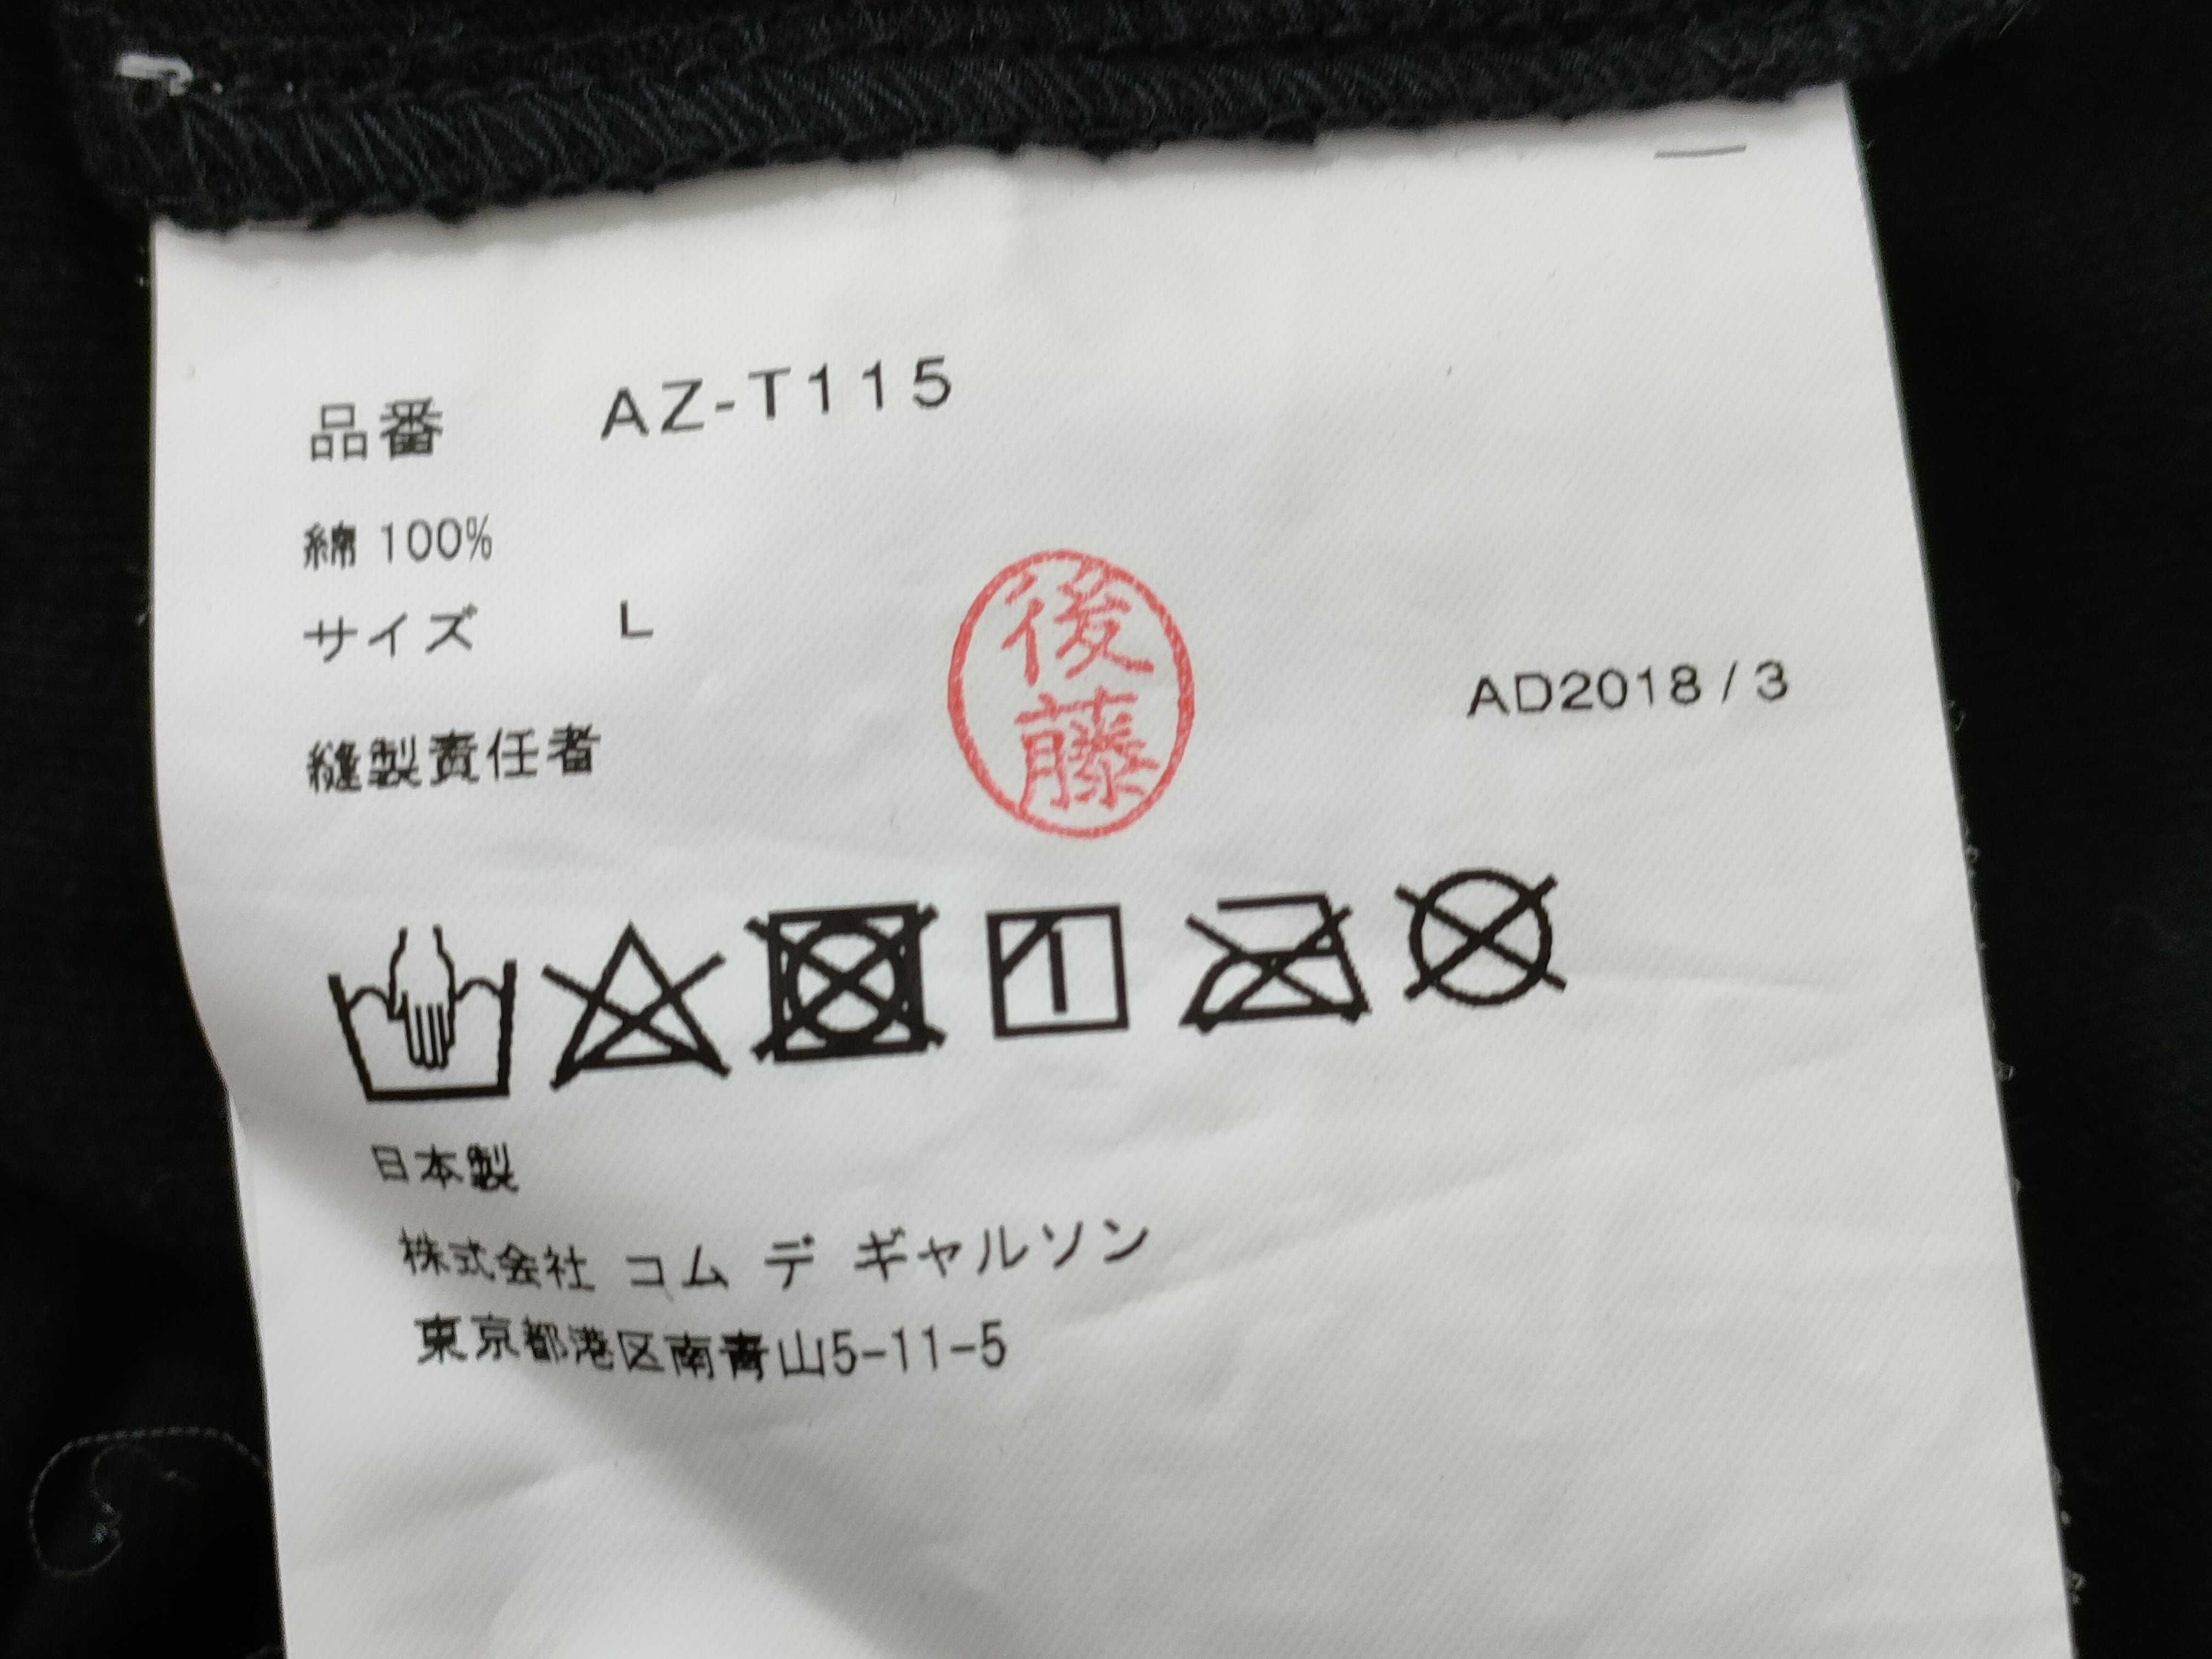 品番 AZ-T115
綿 100%
サイズ L
後藤
AD2018/3
縫製責任者
日本製
株式会社 コム デ ギャルソン
東京都港区南青山5-11-5